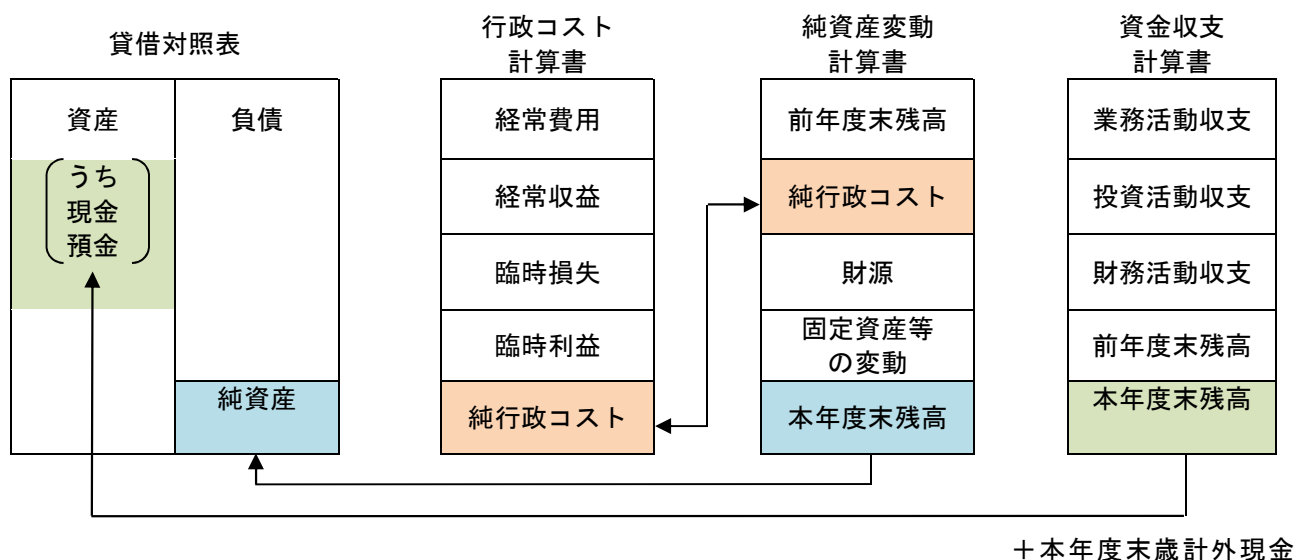 貸借対照表
資産
うち
現金
預金
負債
純資産
行政コスト
計算書
経常費用
経常収益
臨時損失
臨時利益
純行政コスト
純資産変動
計算書
前年度末残高
純行政コスト
財源
固定資産等
の変動
本年度末残高
資金収支
計算書
業務活動収支
投資活動収支
財務活動収支
前年度末残高
本年度末残高
＋本年度末歳計外現金